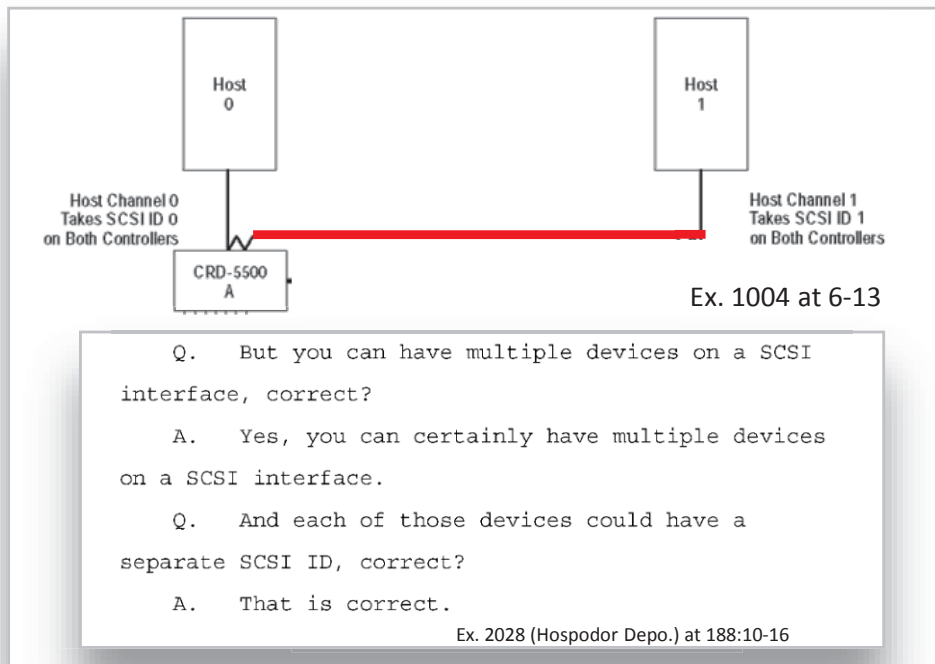 Host
0
Host
1
Host Channel 0
Takes SCSI ID 0
on Both Controllers
Host Channel 1
Takes SCSI ID 1
on Both Controllers
CRD-5500
A
Ex. 1004 at 6-13
Q. But you can have multiple devices on a SCSI
interface, correct?
A. Yes, you can certainly have multiple devices
on a SCSI interface.
Q. And each of those devices could have a
separate SCSI ID, correct?
A. That is correct.
Ex. 2028 (Hospodor Depo.) at 188:10-16